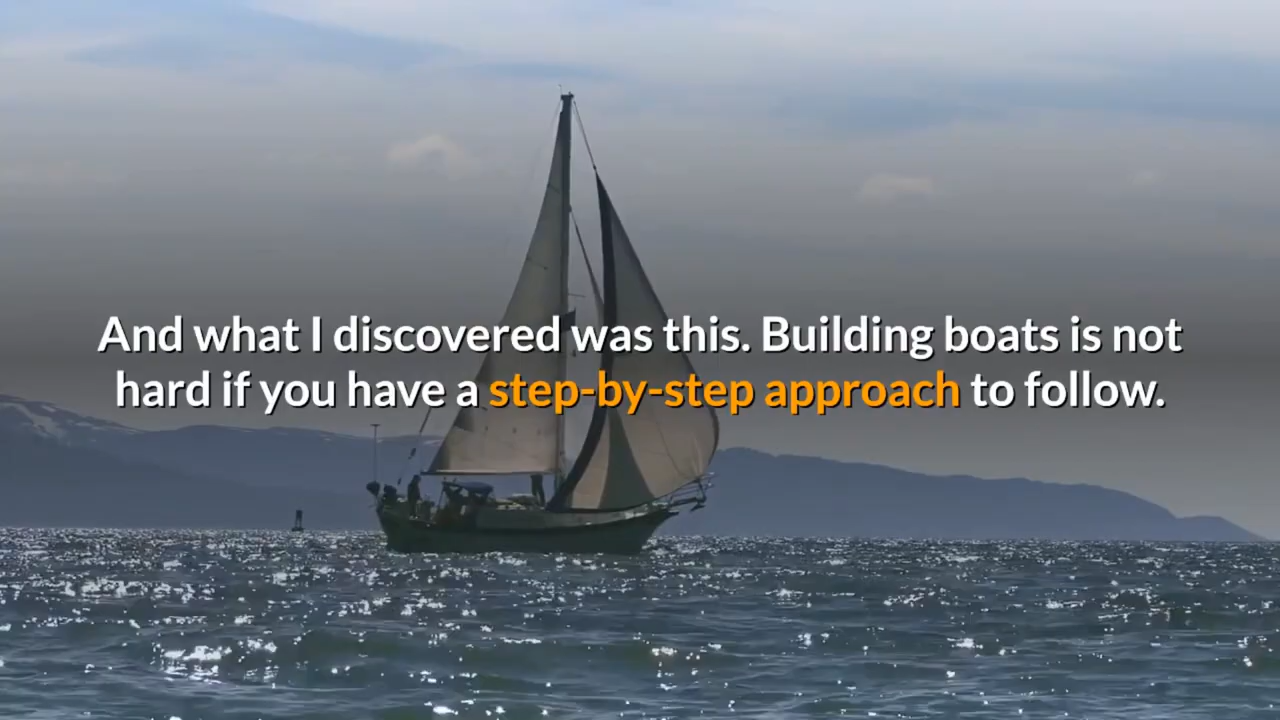 And what I discovered was this. Building boats is not
hard if you have a step-by-step approach to follow.